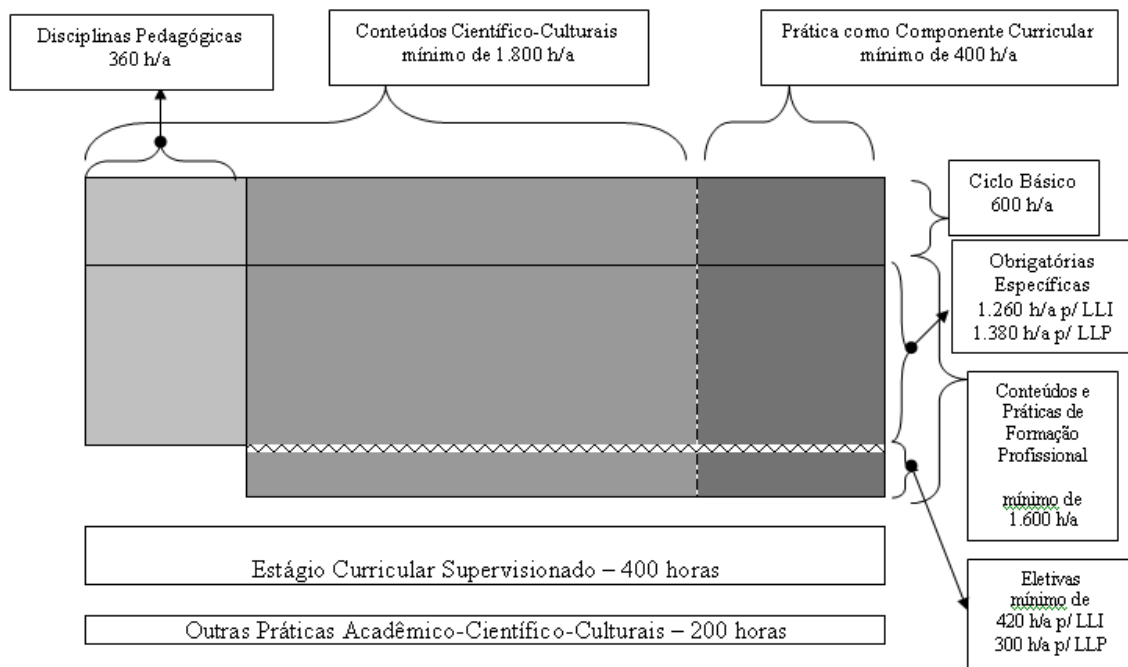 Disciplinas Pedagógicas
360 h/a
Conteúdos Científico-Culturais
mínimo de 1.800 h/a
Prática como Componente Curricular
mínimo de 400 h/a
Ciclo Básico
600 h/a
Obrigatórias
Específicas
1.260 h/a p/ LLI
1.380 h/a p/ LLP
Conteúdos e
Práticas de
Formação
Profissional
mínimo de
1.600 h/a
Eletivas
mínimo de
420 h/a p/ LLI
300 h/a p/ LLP
Estágio Curricular Supervisionado – 400 horas
Outras Práticas Acadêmico-Científico-Culturais – 200 horas